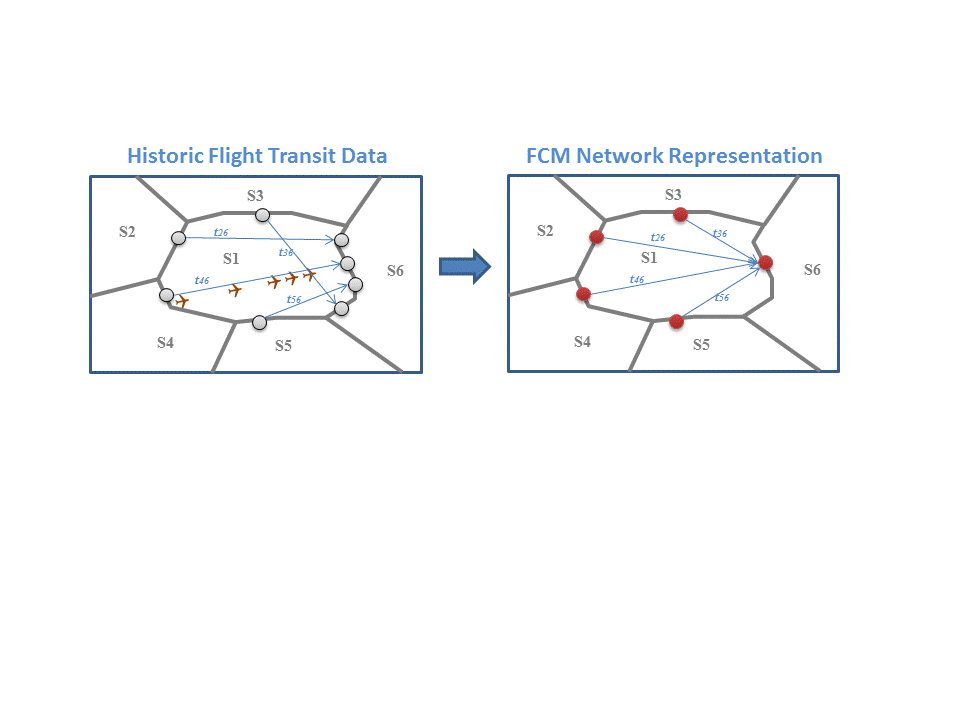 Historic Flight Transit Data
S3
S2
t26
S1
t36
S6
t46
t56
S4
S5
FCM Network Representation
S3
S2
t36
t26
S1
S6
t46
t56
S4
S5